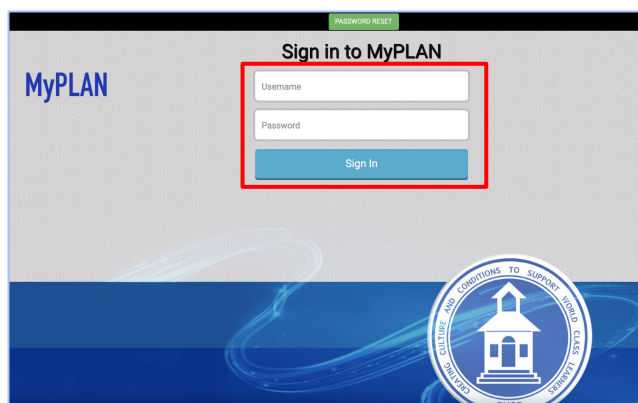 PASSWORD RESET
Sign in to MyPLAN
MyPLAN
Username
Password
Sign In
CREATING CULTURE AND CONDITIONS TO SUPPORT WORLD CLASS LEARNERS